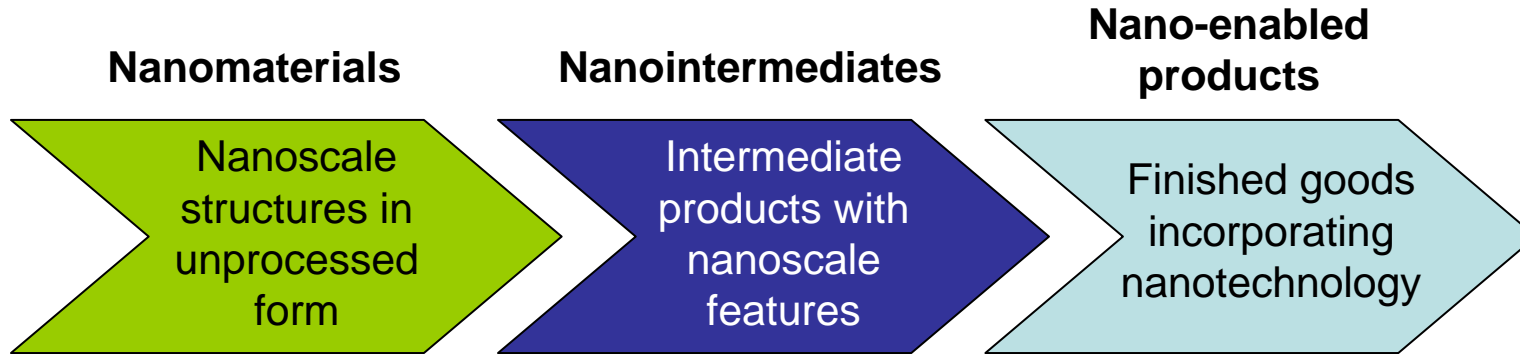 Nanomaterials
Nanoscale
structures in
unprocessed
form
Nanointermediates
Intermediate
products with
nanoscale
features
Nano-enabled
products
Finished goods
incorporating
nanotechnology